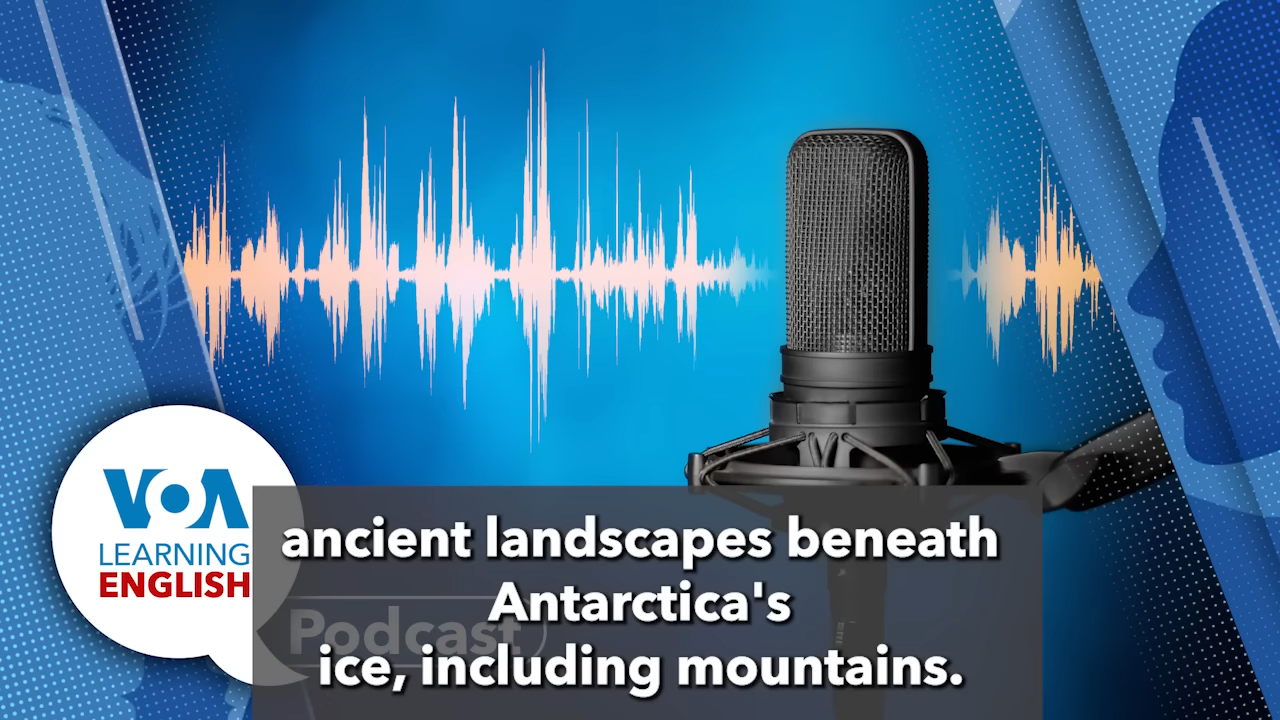 VOA
LEARNING
ENGLISH
Podcast
ancient landscapes beneath
Antarctica's
ice, including mountains.